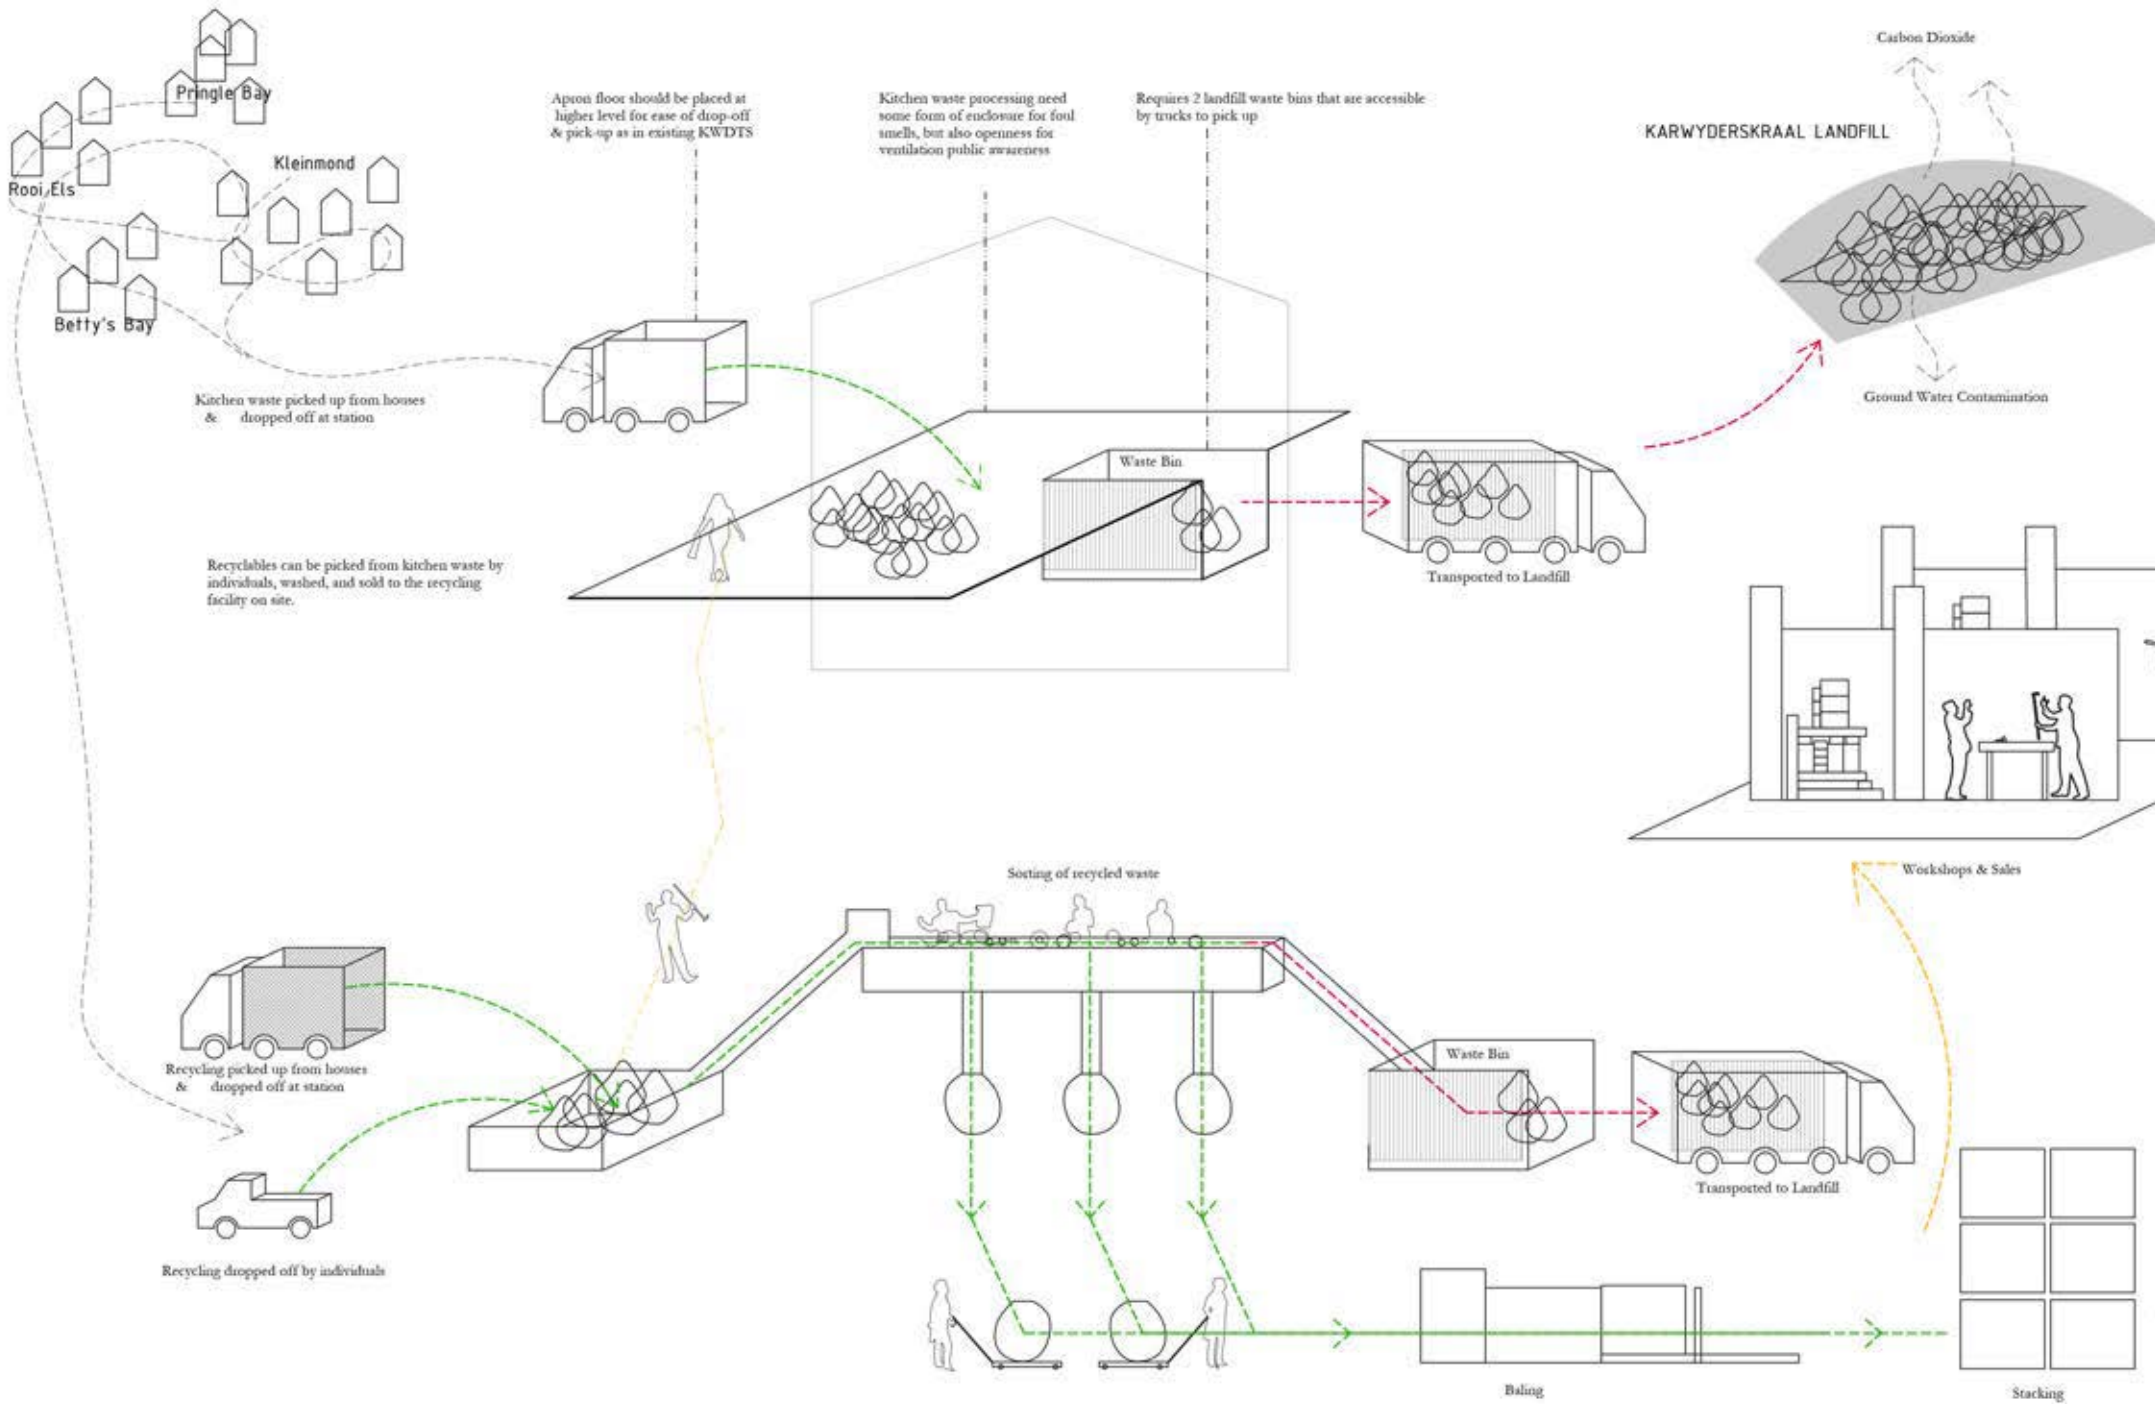 Pringle Bay
Kleinmond
Rooi Els
Betty's Bay
Apron floor should be placed at
higher level for ease of drop-off
& pick-up as in existing KWDTS
Kitchen waste processing need
some form of enclosure for foul
smells, but also openness for
ventilation public awareness
Requires 2 landfill waste bins that are accessible
by trucks to pick up
Carbon Dioxide
KARWYDERSKRAAL LANDFILL
Ground Water Contamination
Kitchen waste picked up from houses
& dropped off at station
Waste Bin
Transported to Landfill
Recyclables can be picked from kitchen waste by
individuals, washed, and sold to the recycling
facility on site.
Workshops & Sales
Sorting of recycled waste
Recycling picked up from houses
& dropped off at station
Waste Bin
Transported to Landfill
Recycling dropped off by individuals
Baling
Stacking